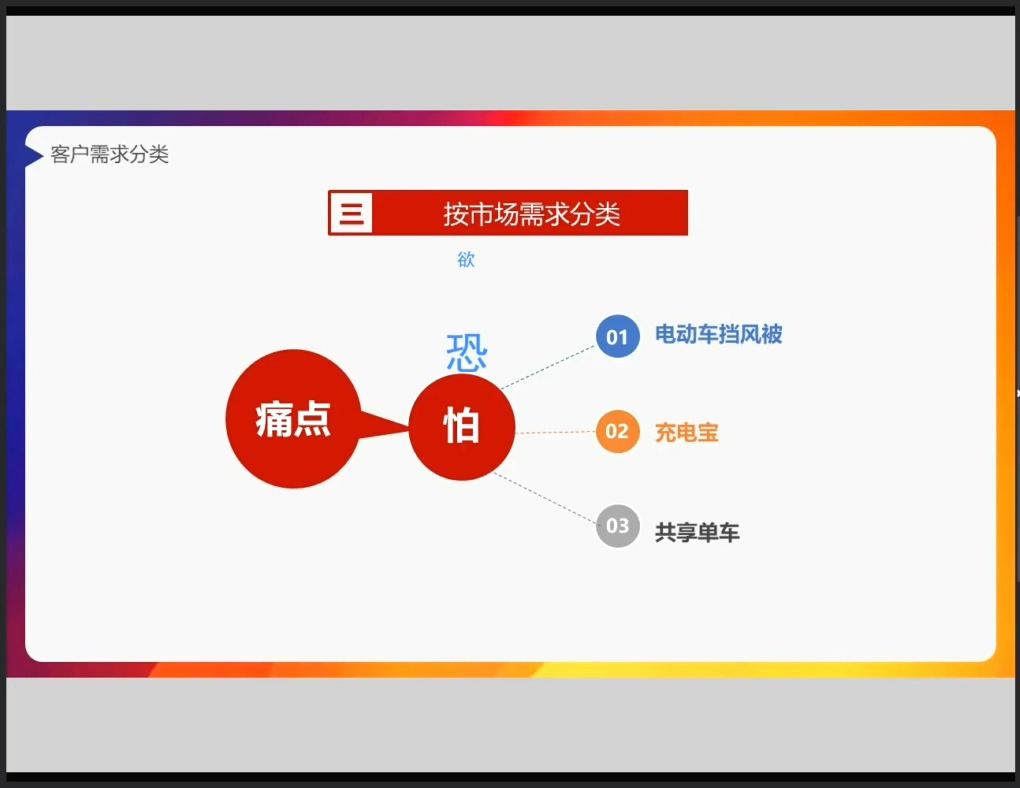 客户需求分类
三 按市场需求分类
欲
恐
痛点
怕
01 电动车挡风被
02 充电宝
03 共享单车